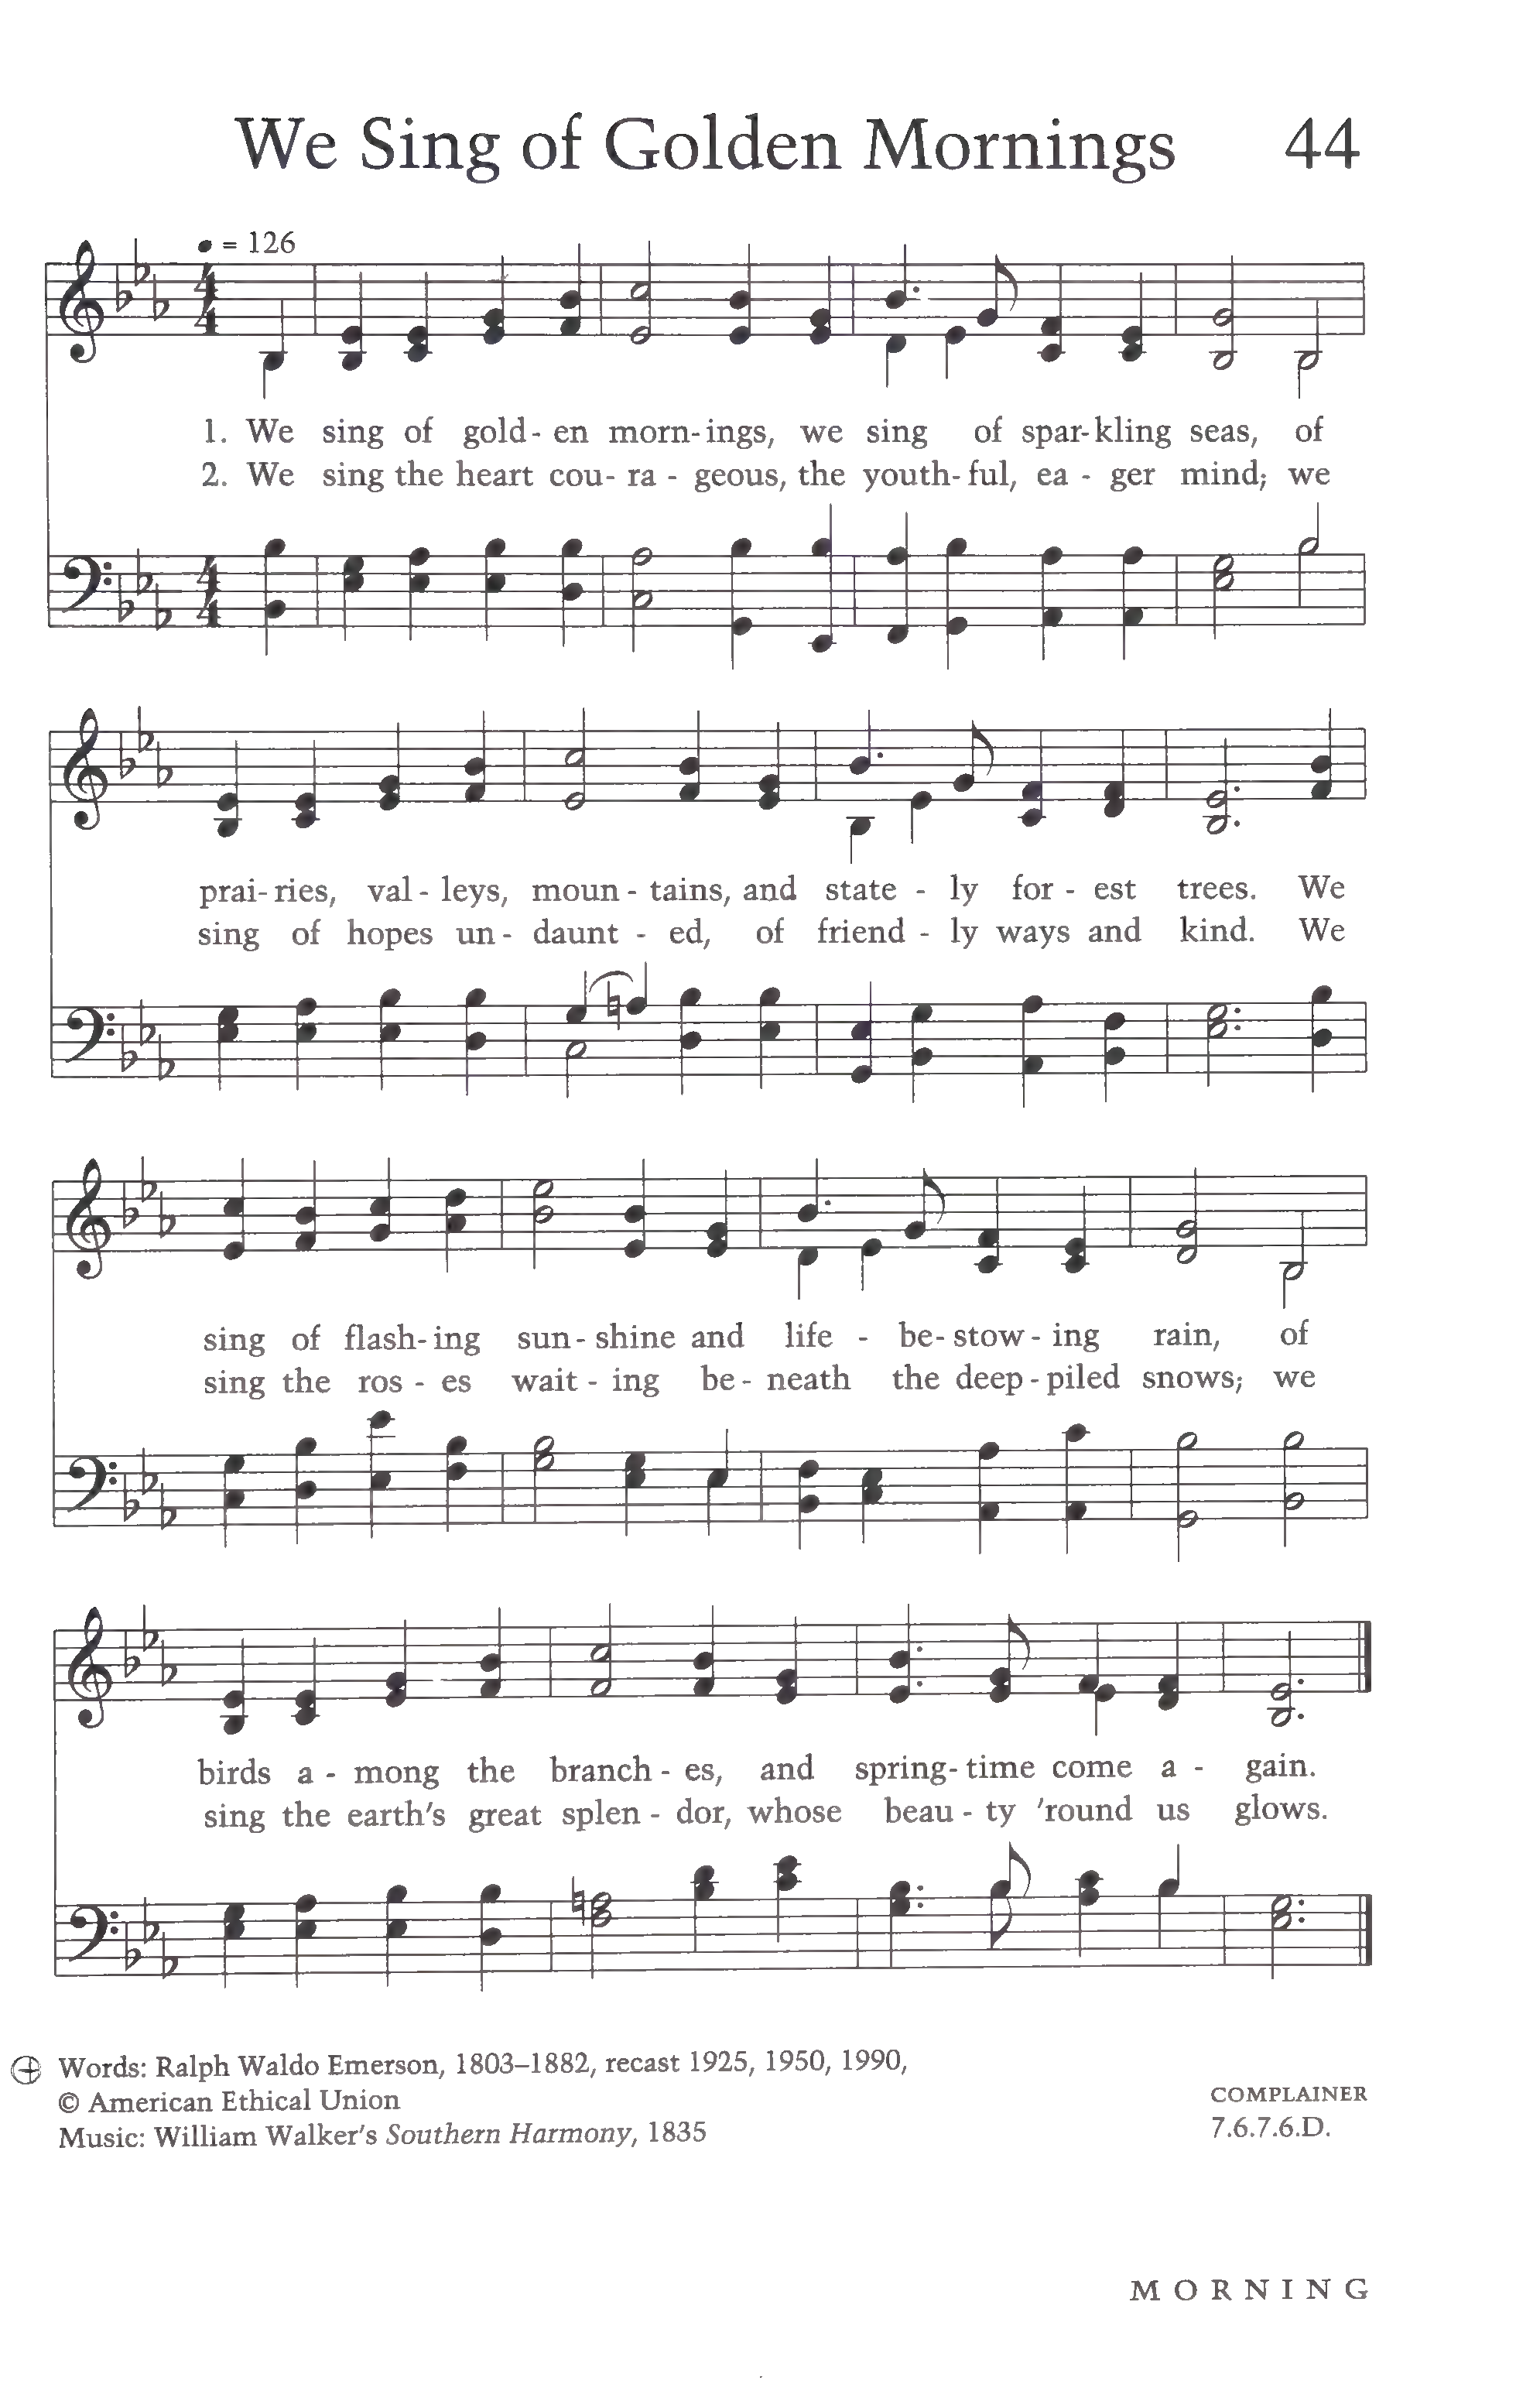 We Sing of Golden Mornings 44
♩ = 126
1. We sing of gold- en morn-ings, we sing of spar-kling seas, of
2. We sing the heart cou- ra - geous, the youth-ful, ea - ger mind; we
prai- ries, val - leys, moun - tains, and state - ly for - est trees. We
sing of hopes un - daunt - ed, of friend - ly ways and kind. We
sing of flash- ing sun - shine and life - be- stow - ing rain, of
sing the ros - es wait - ing be - neath the deep - piled snows; we
birds a - mong the branch - es, and spring- time come a - gain.
sing the earth's great splen - dor, whose beau - ty 'round us glows.
Words: Ralph Waldo Emerson, 1803–1882, recast 1925, 1950, 1990,
© American Ethical Union
Music: William Walker's Southern Harmony, 1835
COMPLAINER
7.6.7.6.D.
MORNING